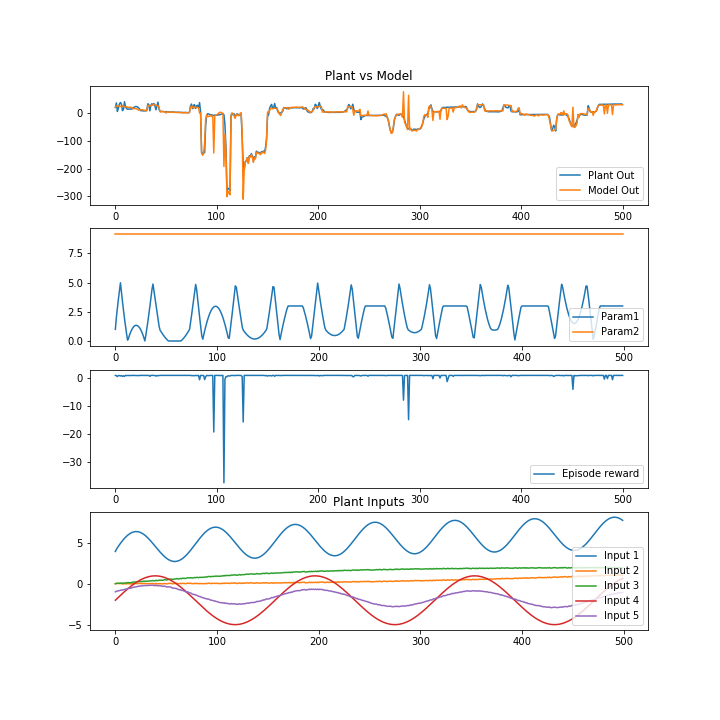 Plant vs Model
0
−100
−200
−300
Plant Out
Model Out
0 100 200 300 400 500
7.5
5.0
2.5
0.0
Param1
Param2
0 100 200 300 400 500
0
−10
−20
−30
Episode reward
0 100 200 300 400 500
Plant Inputs
5
0
−5
Input 1
Input 2
Input 3
Input 4
Input 5
0 100 200 300 400 500